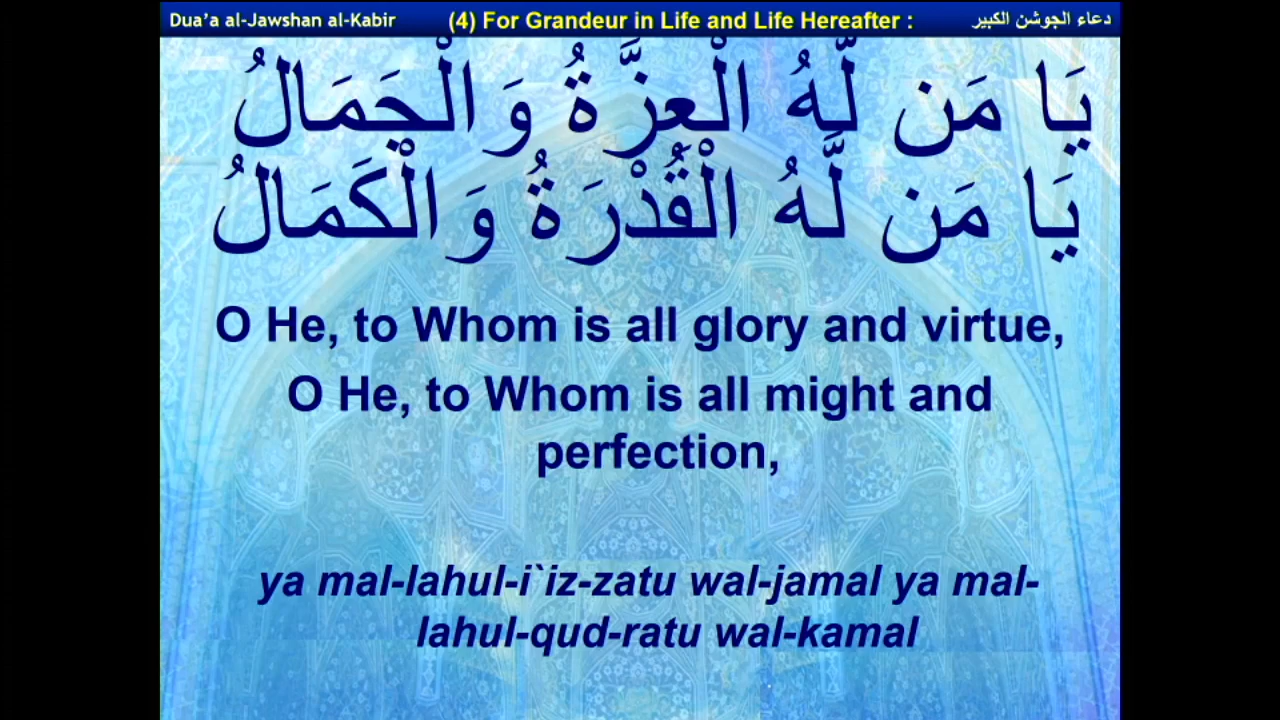 Dua'a al-Jawshan al-Kabir (4) For Grandeur in Life and Life Hereafter : دعاء الجوشن الكبير
يَا مَن لَّهُ الْعِزَّةُ وَالْجَمَالُ
يَا مَن لَّهُ الْقُدْرَةُ وَالْكَمَالُ
O He, to Whom is all glory and virtue,
O He, to Whom is all might and
perfection,
ya mal-lahul-i`iz-zatu wal-jamal ya mal-
lahul-qud-ratu wal-kamal